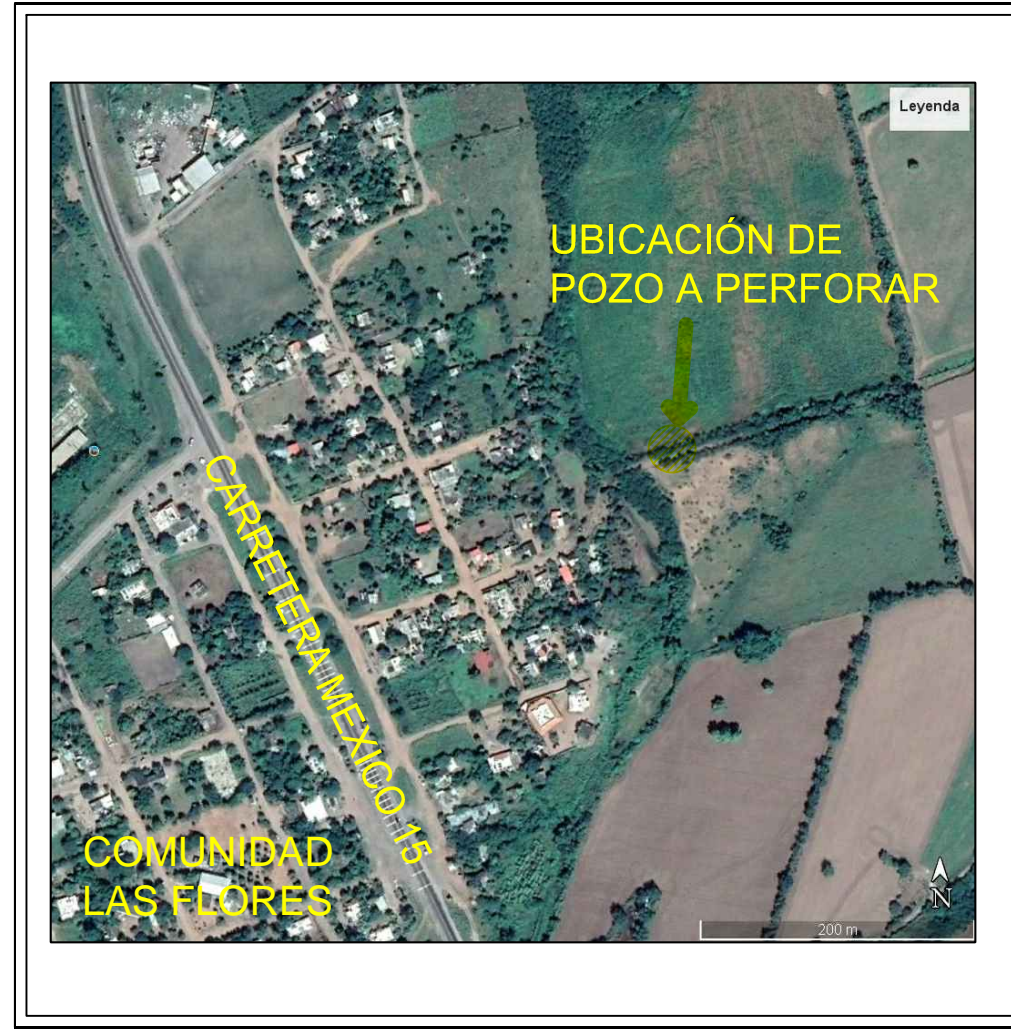 Leyenda
UBICACIÓN DE
POZO A PERFORAR
CARRETERA MEXICO 15
COMUNIDAD
LAS FLORES
N
200 m